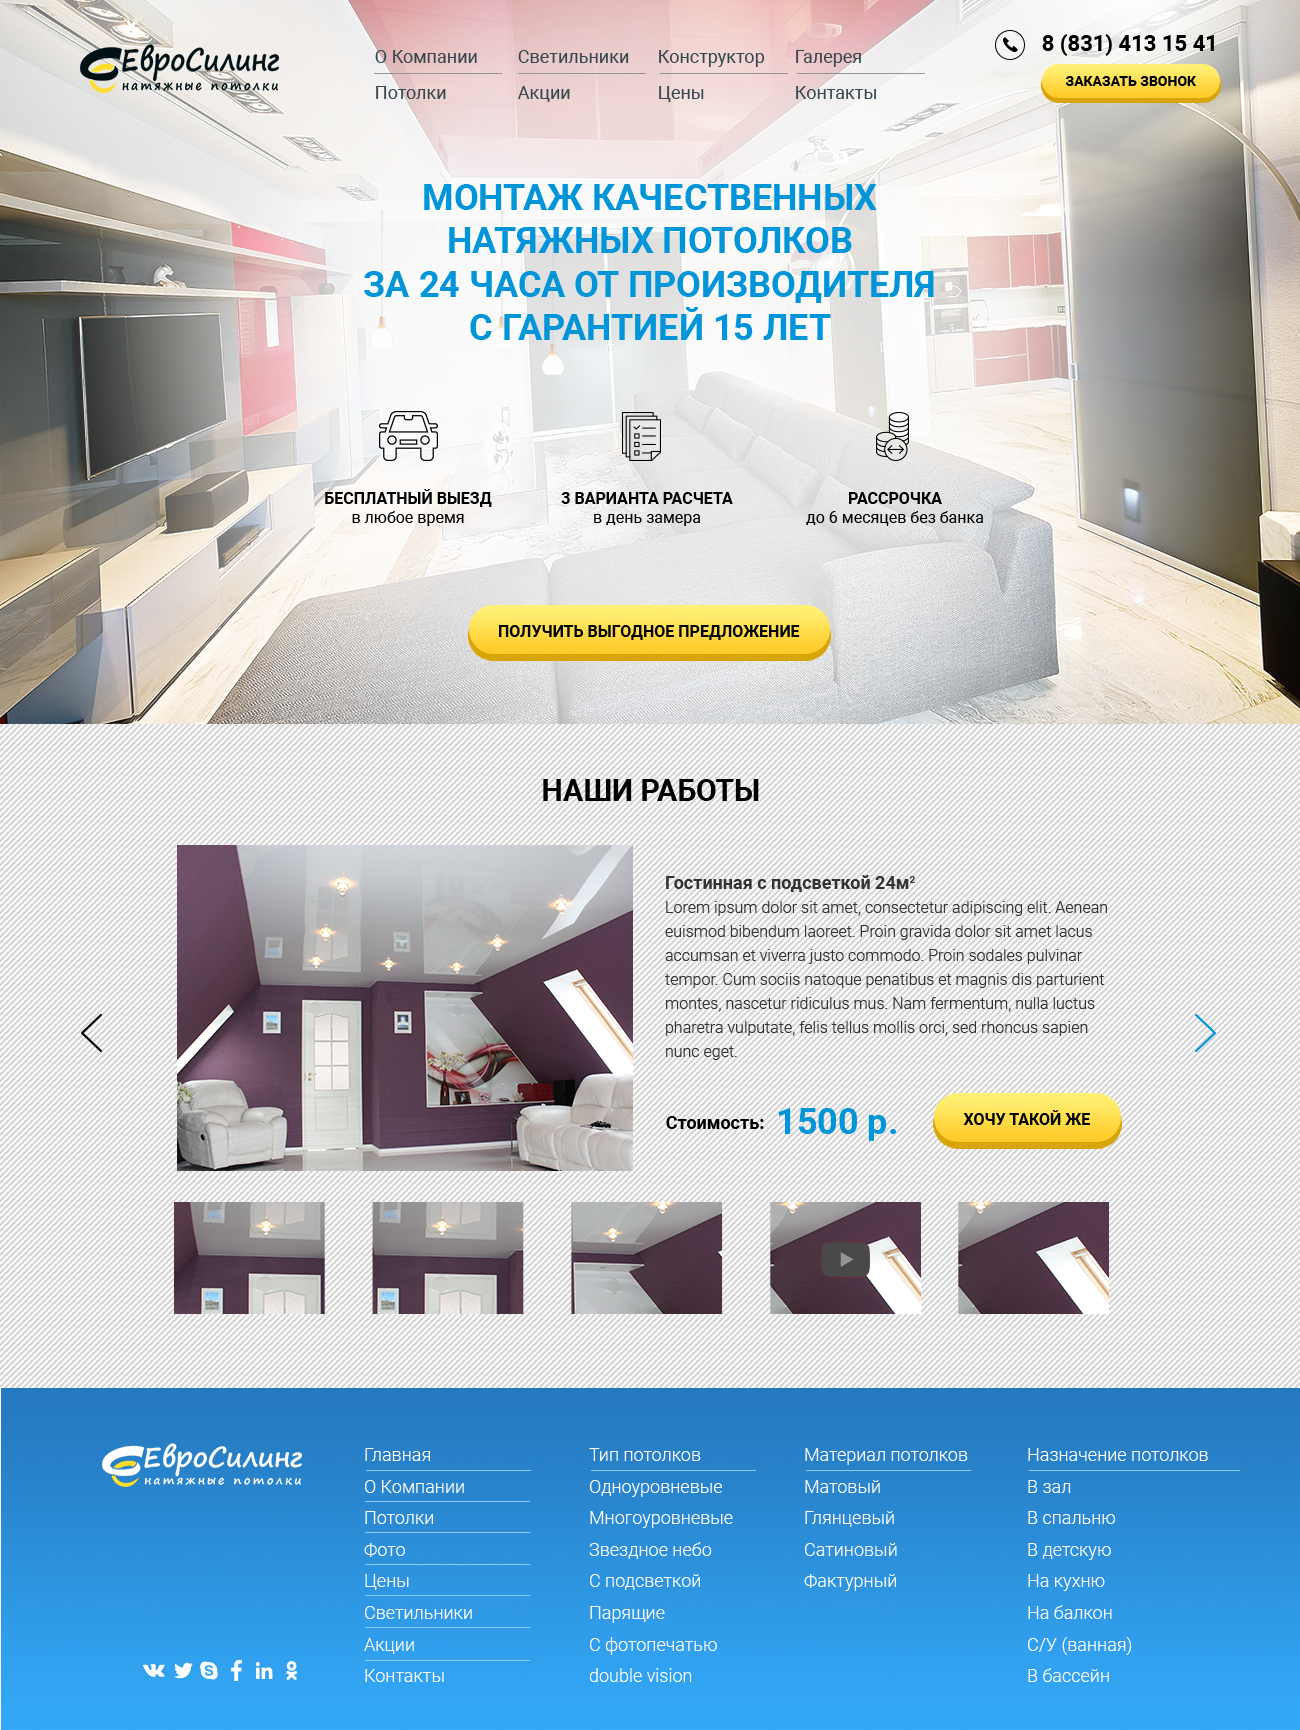 ЕвроСилинг
натяжные потолки
О Компании Светильники Конструктор Галерея
Потолки Акции Цены Контакты
8 (831) 413 15 41
ЗАКАЗАТЬ ЗВОНОК
МОНТАЖ КАЧЕСТВЕННЫХ
НАТЯЖНЫХ ПОТОЛКОВ
ЗА 24 ЧАСА ОТ ПРОИЗВОДИТЕЛЯ
С ГАРАНТИЕЙ 15 ЛЕТ
БЕСПЛАТНЫЙ ВЫЕЗД
в любое время
3 ВАРИАНТА РАСЧЕТА
в день замера
РАССРОЧКА
до 6 месяцев без банка
ПОЛУЧИТЬ ВЫГОДНОЕ ПРЕДЛОЖЕНИЕ
НАШИ РАБОТЫ
Гостинная с подсветкой 24м²
Lorem ipsum dolor sit amet, consectetur adipiscing elit. Aenean
euismod bibendum laoreet. Proin gravida dolor sit amet lacus
accumsan et viverra justo commodo. Proin sodales pulvinar
tempor. Cum sociis natoque penatibus et magnis dis parturient
montes, nascetur ridiculus mus. Nam fermentum, nulla luctus
pharetra vulputate, felis tellus mollis orci, sed rhoncus sapien
nunc eget.
Стоимость: 1500 р.
ХОЧУ ТАКОЙ ЖЕ
ЕвроСилинг
натяжные потолки
Главная
О Компании
Потолки
Фото
Цены
Светильники
Акции
Контакты
Тип потолков
Одноуровневые
Многоуровневые
Звездное небо
С подсветкой
Парящие
С фотопечатью
double vision
Материал потолков
Матовый
Глянцевый
Сатиновый
Фактурный
Назначение потолков
В зал
В спальню
В детскую
На кухню
На балкон
С/У (ванная)
В бассейн